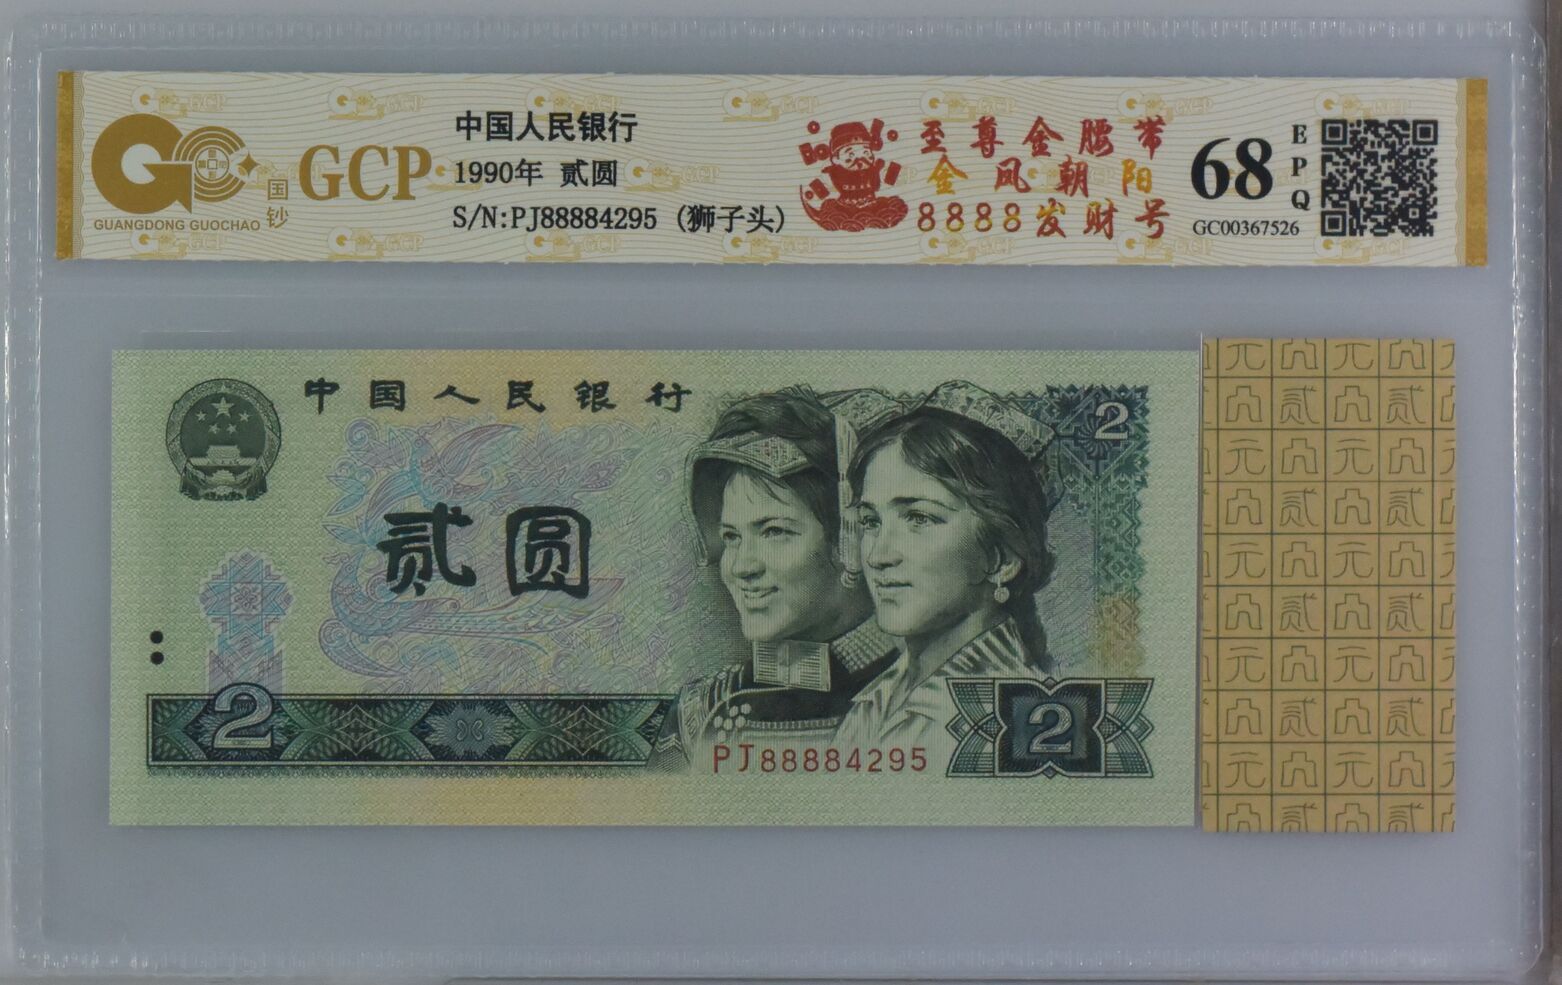 GUANGDONG GUOCHAO
国钞
GCP
中国人民银行
1990年 贰圆
S/N:PJ88884295 (狮子头)
至尊金腰带
金凤朝阳
8888发财号
68
EPQ
GC00367526
中国人民银行
2
贰圆
2
PJ88884295
2